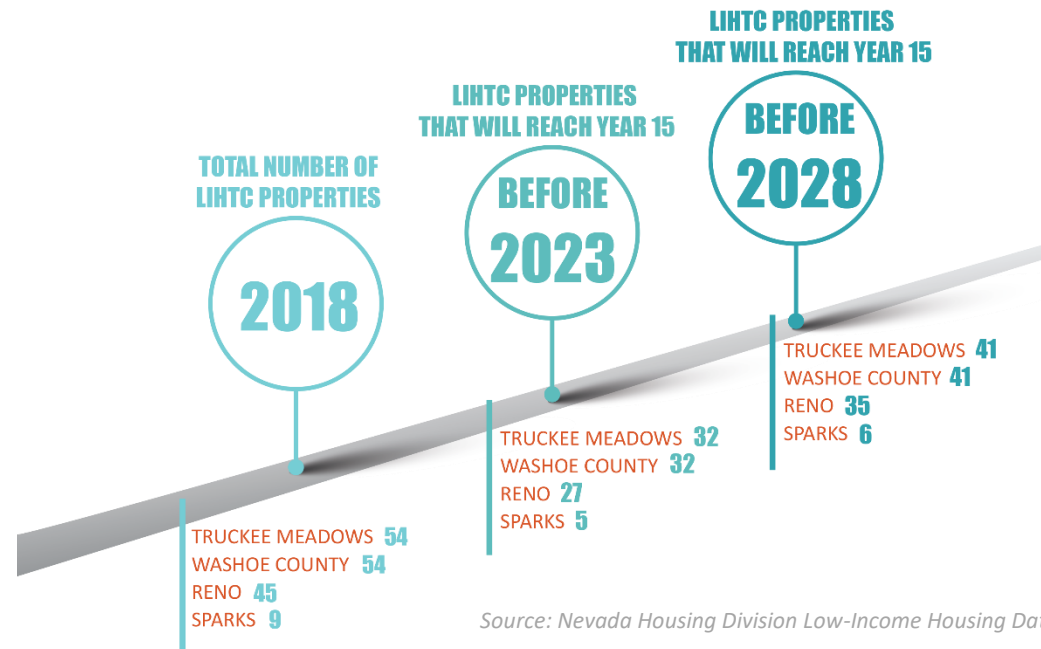 TOTAL NUMBER OF
LIHTC PROPERTIES
2018
TRUCKEE MEADOWS 54
WASHOE COUNTY 54
RENO 45
SPARKS 9
LIHTC PROPERTIES
THAT WILL REACH YEAR 15
BEFORE
2023
TRUCKEE MEADOWS 32
WASHOE COUNTY 32
RENO 27
SPARKS 5
LIHTC PROPERTIES
THAT WILL REACH YEAR 15
BEFORE
2028
TRUCKEE MEADOWS 41
WASHOE COUNTY 41
RENO 35
SPARKS 6
Source: Nevada Housing Division Low-Income Housing Dat